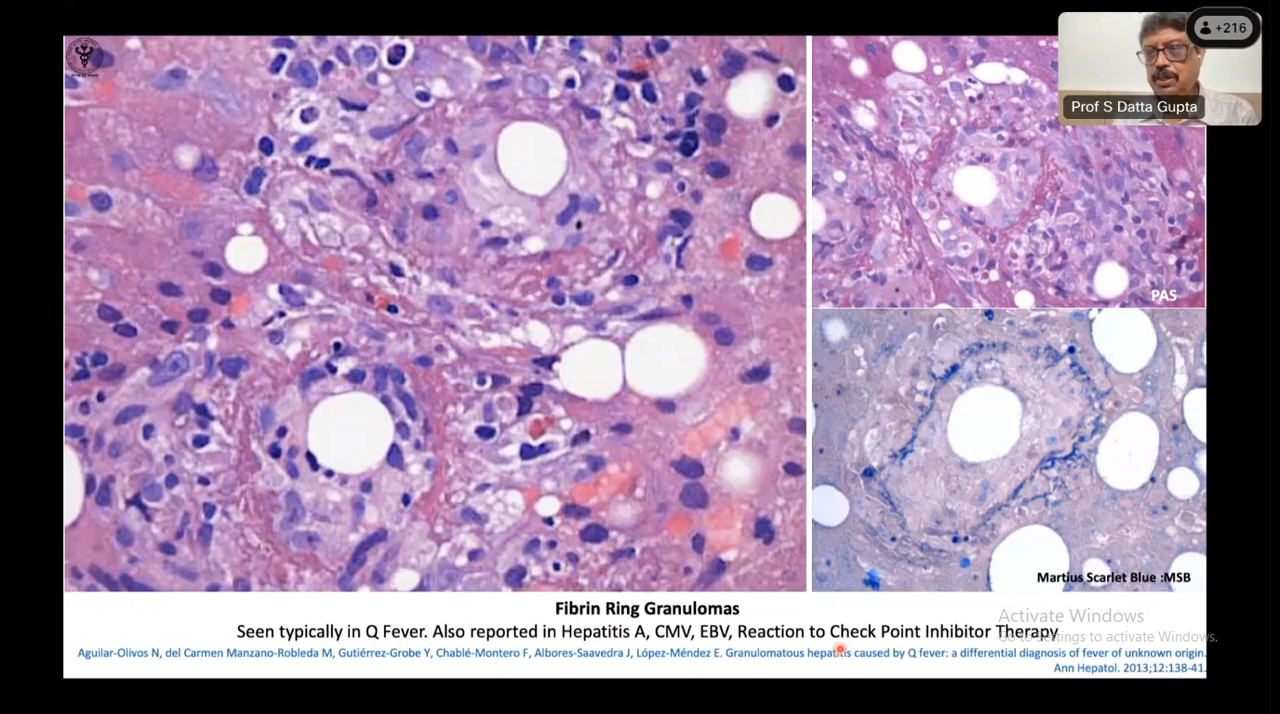 +216
Prof S Datta Gupta
PAS
Martius Scarlet Blue :MSB
Fibrin Ring Granulomas
Seen typically in Q Fever. Also reported in Hepatitis A, CMV, EBV, Reaction to Check Point Inhibitor Therapy
Activate Windows
Go to Settings to activate Windows.
Aguilar-Olivos N, del Carmen Manzano-Robleda M, Gutiérrez-Grobe Y, Chablé-Montero F, Albores-Saavedra J, López-Méndez E. Granulomatous hepatitis caused by Q fever: a differential diagnosis of fever of unknown origin.
Ann Hepatol. 2013;12:138-41.